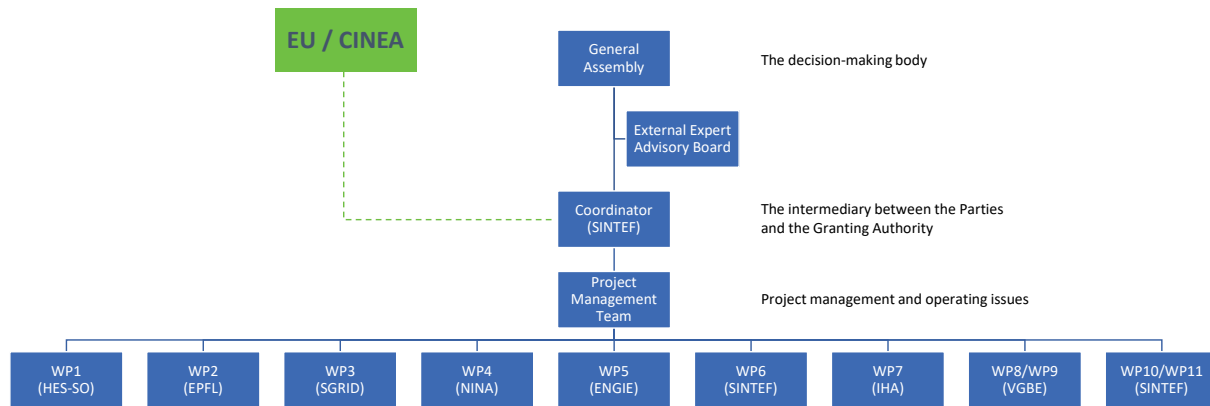 EU / CINEA
General
Assembly
The decision-making body
External Expert
Advisory Board
Coordinator
(SINTEF)
The intermediary between the Parties
and the Granting Authority
Project
Management
Team
Project management and operating issues
WP1
(HES-SO)
WP2
(EPFL)
WP3
(SGRID)
WP4
(NINA)
WP5
(ENGIE)
WP6
(SINTEF)
WP7
(IHA)
WP8/WP9
(VGBE)
WP10/WP11
(SINTEF)